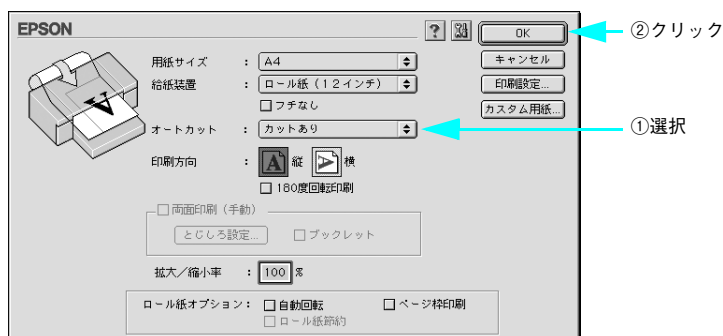 EPSON
? OK ②クリック
用紙サイズ : A4 キャンセル
給紙装置 : ロール紙（12インチ） 印刷設定...
フチなし カスタム用紙...
オートカット : カットあり ①選択
印刷方向 : A 縦 A 横
180度回転印刷
両面印刷（手動）
とじしろ設定... ブックレット
拡大／縮小率 : 100 %
ロール紙オプション： 自動回転 ページ枠印刷
ロール紙節約